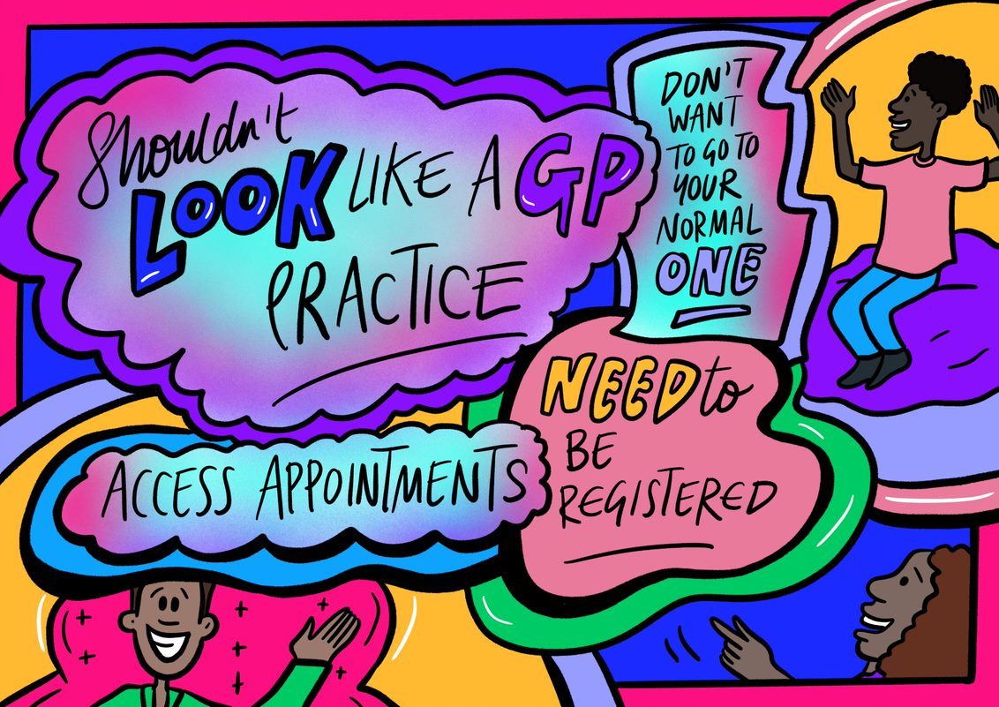 Shouldn't
LOOK LIKE A GP
PRACTICE
DON'T
WANT
TO GO TO
YOUR
NORMAL
ONE
NEED to
BE
REGISTERED
ACCESS APPOINTMENTS